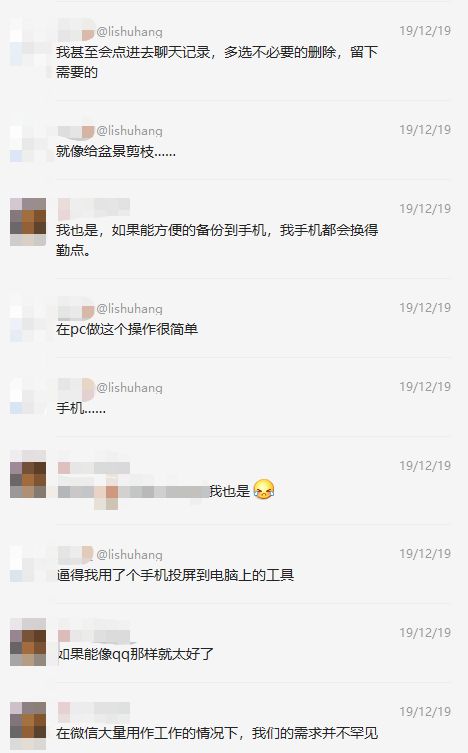 @lishuhang 19/12/19
我甚至会点进去聊天记录，多选不必要的删除，留下
需要的
@lishuhang 19/12/19
就像给盆景剪枝……
19/12/19
我也是，如果能方便的备份到手机，我手机都会换得
勤点。
@lishuhang 19/12/19
在pc做这个操作很简单
@lishuhang 19/12/19
手机……
19/12/19
我也是😂
@lishuhang 19/12/19
逼得我用了个手机投屏到电脑上的工具
19/12/19
如果能像qq那样就太好了
19/12/19
在微信大量用作工作的情况下，我们的需求并不罕见